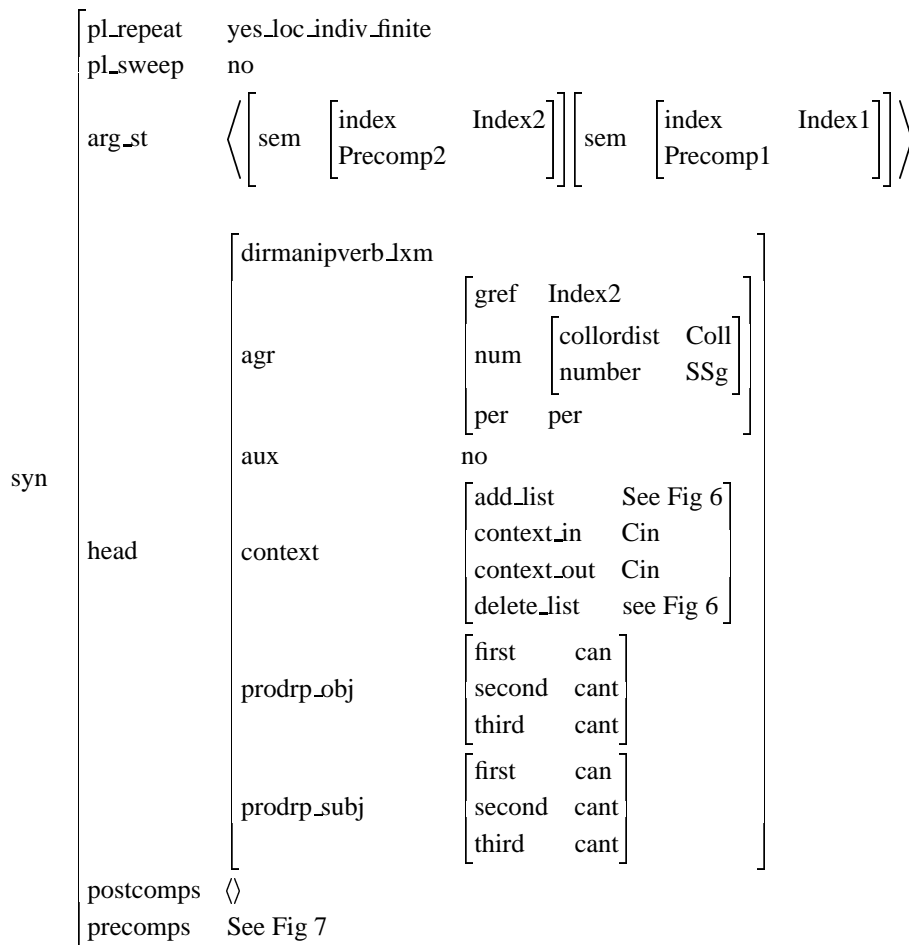 pl_repeat yes_loc_indiv_finite
pl_sweep no
arg_st ⟨[sem [index Index2
Precomp2]][sem [index Index1
Precomp1]]⟩
dirmanipverb_lxm
gref Index2
agr num [collordist Coll
number SSg]
per per
aux no
syn
add_list See Fig 6
context_in Cin
head context
context_out Cin
delete_list see Fig 6
first can
prodrp_obj second cant
third cant
first can
prodrp_subj second cant
third cant
postcomps ⟨⟩
precomps See Fig 7